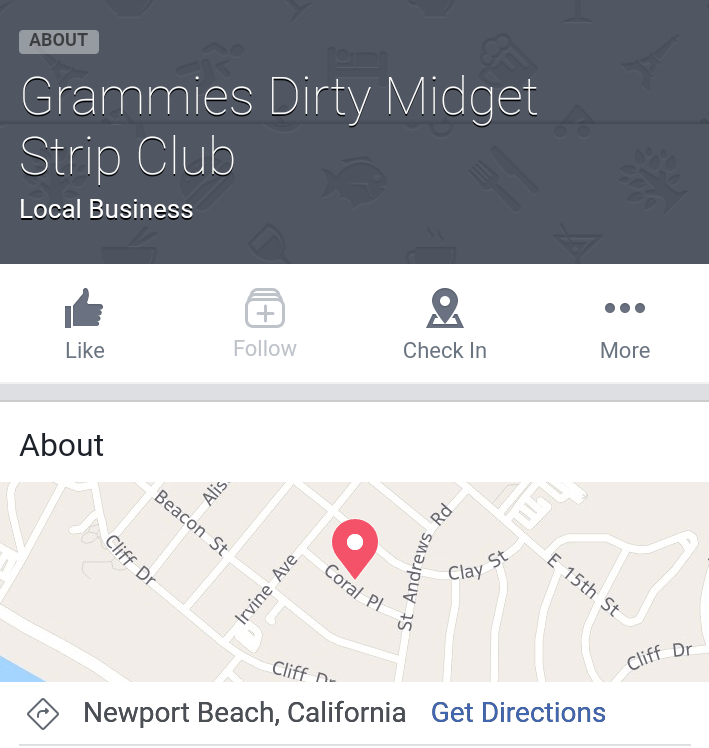 ABOUT
Grammies Dirty Midget
Strip Club
Local Business
Like
Follow
Check In
More
About
Alis
Beacon St
Cliff Dr
Irvine Ave
Coral Pl
St Andrews Rd
Clay St
E 15th St
Cliff Dr
Cliff Dr
Newport Beach, California
Get Directions